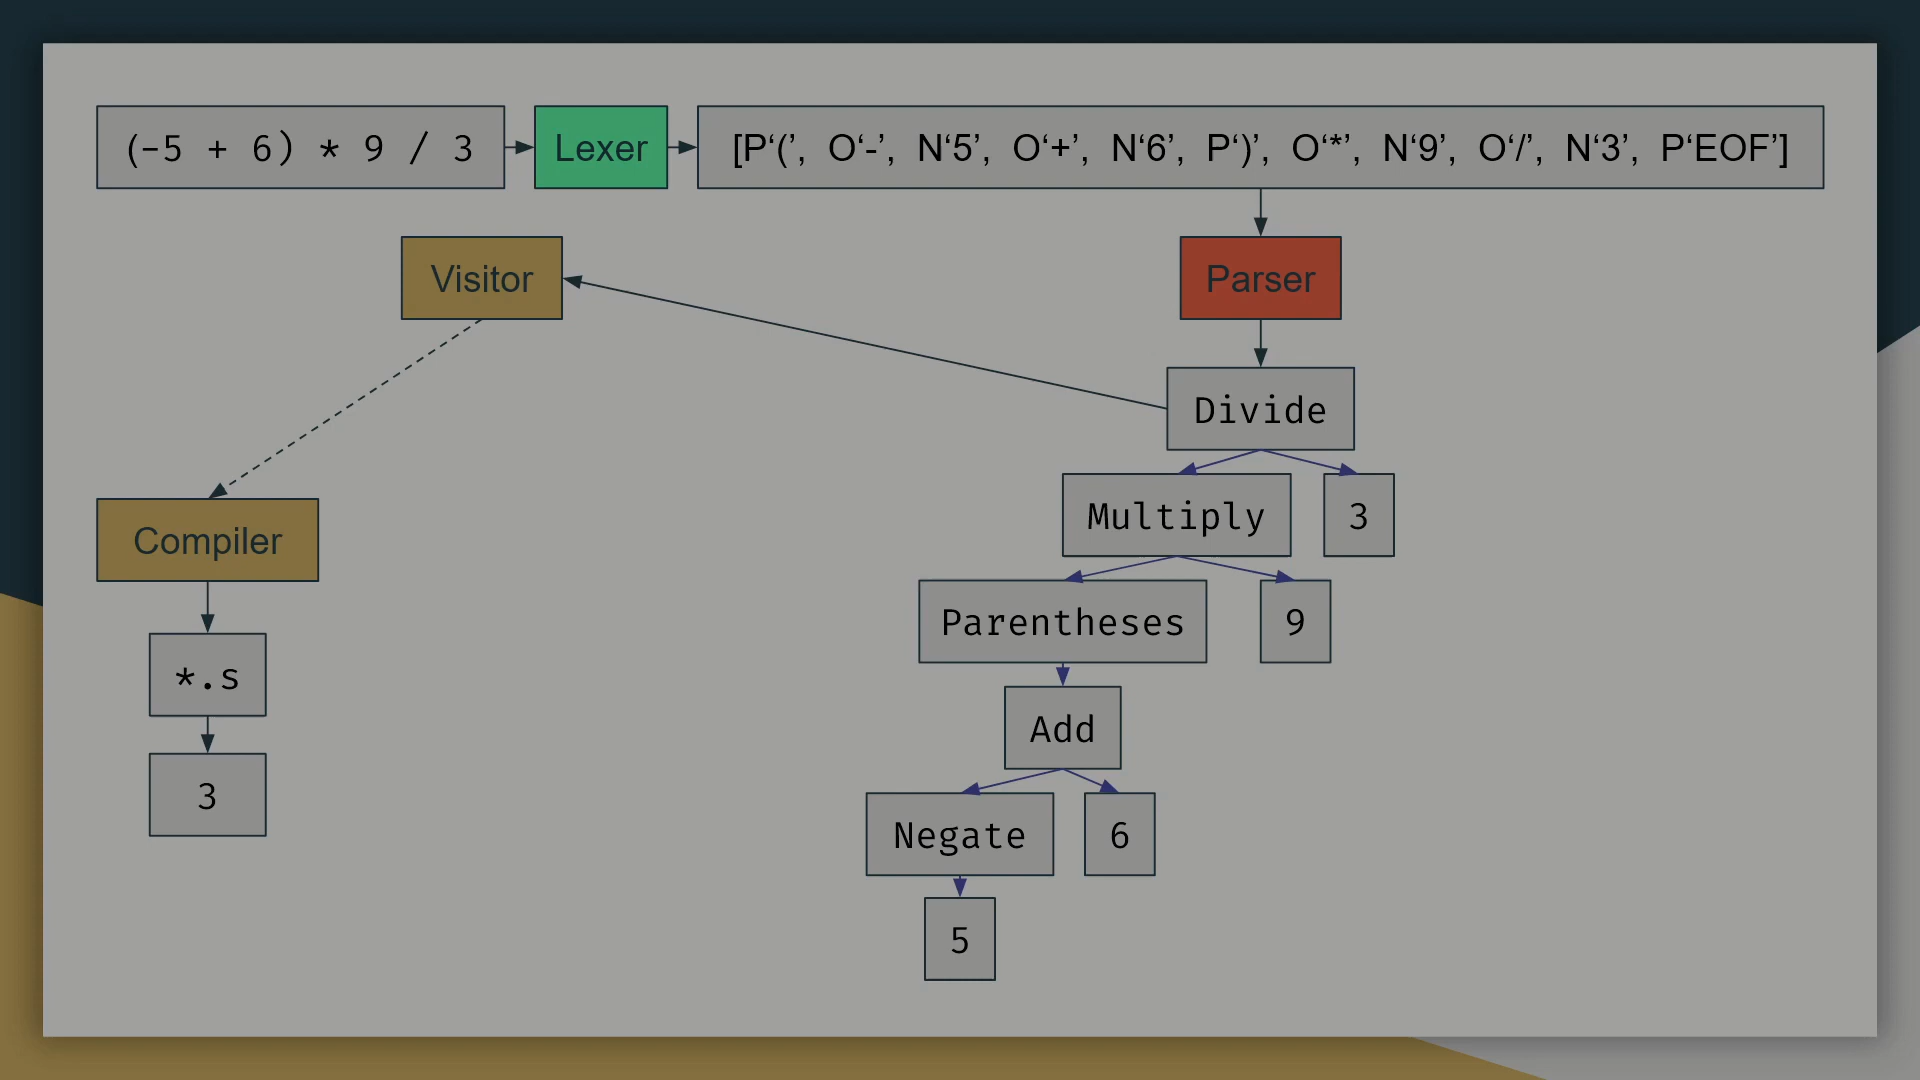 (-5 + 6) * 9 / 3
Lexer
[P‘(’, O‘-’, N‘5’, O‘+’, N‘6’, P‘)’, O‘*’, N‘9’, O‘/’, N‘3’, P‘EOF’]
Visitor
Parser
Divide
Multiply
3
Compiler
Parentheses
9
*.s
Add
3
Negate
6
5